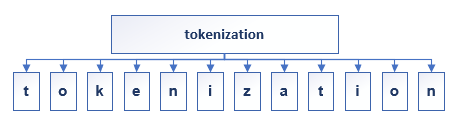 tokenization
t o k e n i z a t i o n